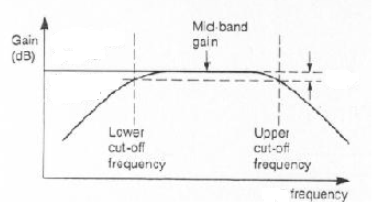 Gain
(dB)
Mid-band
gain
Lower
cut-off
frequency
Upper
cut-off
frequency
frequency